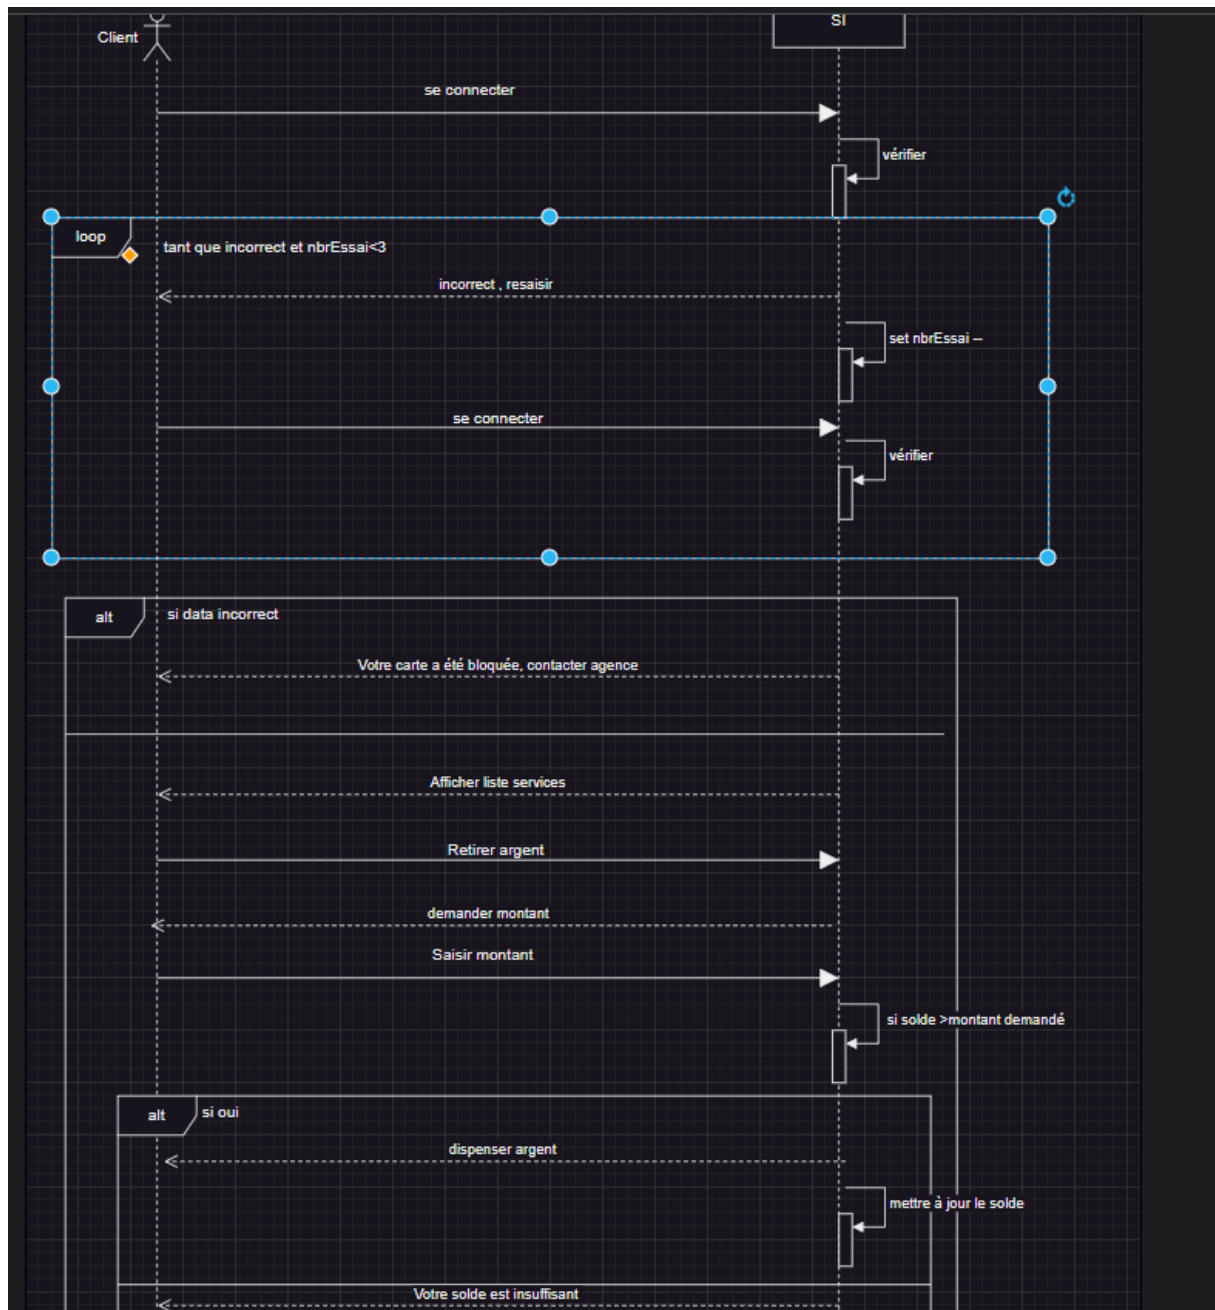 SI
Client
se connecter
vérifier
loop
tant que incorrect et nbrEssai<3
incorrect , resaisir
set nbrEssai --
se connecter
vérifier
alt
si data incorrect
Votre carte a été bloquée, contacter agence
Afficher liste services
Retirer argent
demander montant
Saisir montant
si solde >montant demandé
alt
si oui
dispenser argent
mettre à jour le solde
Votre solde est insuffisant